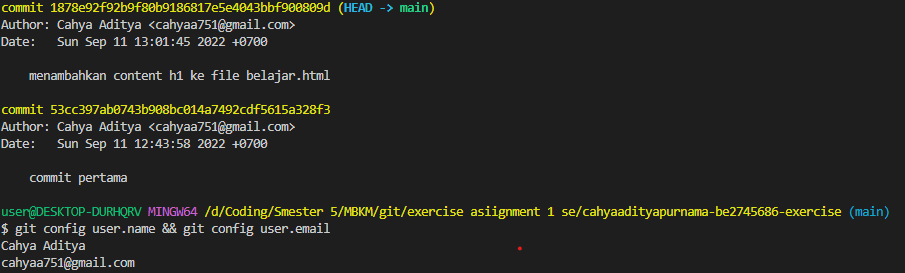 commit 1878e92f92b9f80b9186817e5e4043bbf900809d (HEAD -> main)
Author: Cahya Aditya <cahyaa751@gmail.com>
Date:   Sun Sep 11 13:01:45 2022 +0700
    menambahkan content h1 ke file belajar.html
commit 53cc397ab0743b908bc014a7492cdf5615a328f3
Author: Cahya Aditya <cahyaa751@gmail.com>
Date:   Sun Sep 11 12:43:58 2022 +0700
    commit pertama
user@DESKTOP-DURHQRV MINGW64 /d/Coding/Smester 5/MBKM/git/exercise asiignment 1 se/cahyaadityapurnama-be2745686-exercise (main)
$ git config user.name && git config user.email
Cahya Aditya
cahyaa751@gmail.com